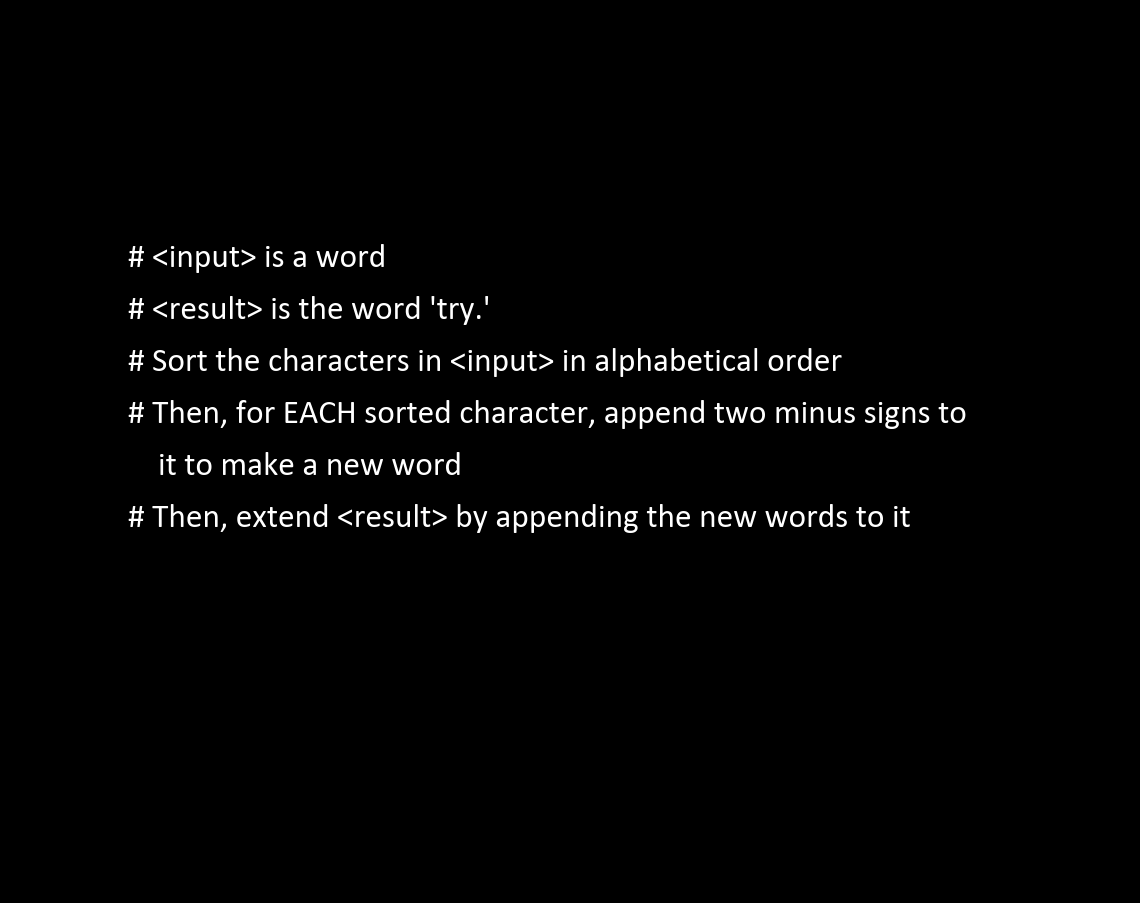 # <input> is a word
# <result> is the word 'try.'
# Sort the characters in <input> in alphabetical order
# Then, for EACH sorted character, append two minus signs to
it to make a new word
# Then, extend <result> by appending the new words to it